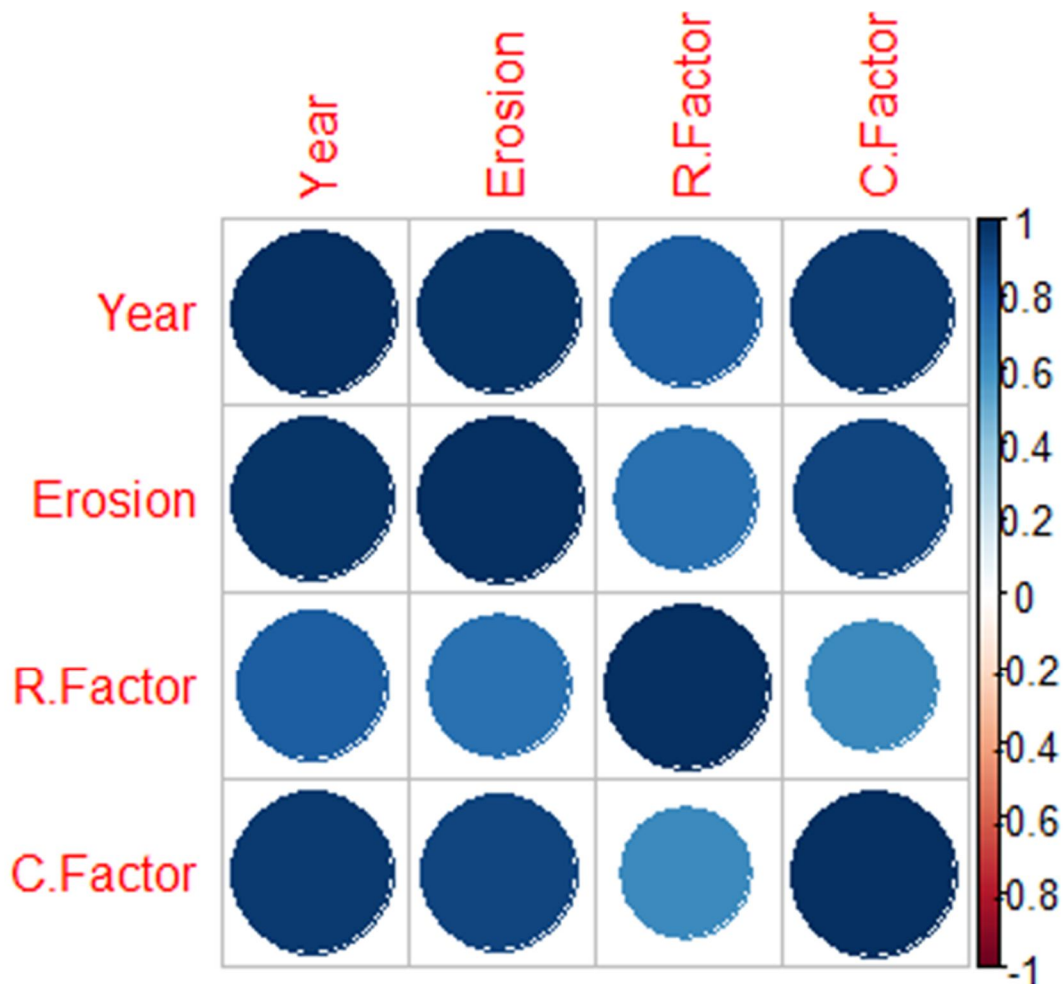 Year
Erosion
R.Factor
C.Factor
Year
Erosion
R.Factor
C.Factor
1
0.8
0.6
0.4
0.2
0
-0.2
-0.4
-0.6
-0.8
-1